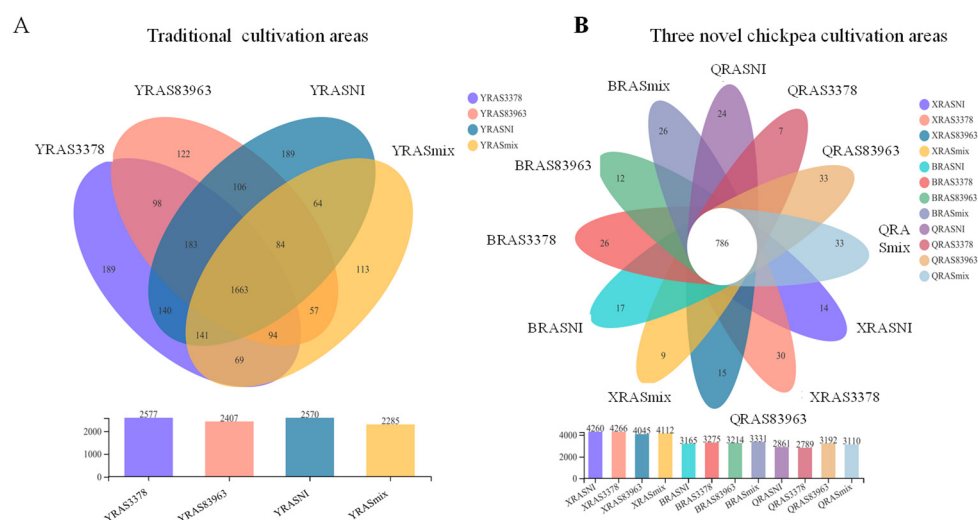 A
Traditional cultivation areas
YRAS83963
YRASNI
YRAS3378
YRASmix
YRAS3378
YRAS83963
YRASNI
YRASmix
122
189
106
98
64
183
84
189
113
1663
140
57
141
94
69
2577
2407
2570
2285
2000
1000
0
YRAS3378
YRAS83963
YRASNI
YRASmix
B
Three novel chickpea cultivation areas
QRASNI
BRASmix
QRAS3378
BRAS83963
QRAS83963
BRAS3378
QRA
Smix
BRASNI
XRASNI
XRASmix
XRAS3378
QRAS83963
24
26
7
12
33
26
786
33
17
14
9
30
15
XRASNI
XRAS3378
XRAS83963
XRASmix
BRASNI
BRAS3378
BRAS83963
BRASmix
QRASNI
QRAS3378
QRAS83963
QRASmix
4260
4266
4045
4112
3165
3275
3214
3331
2861
2789
3192
3110
4000
2000
0
XRASNI
XRAS3378
XRAS83963
XRASmix
BRASNI
BRAS3378
BRAS83963
BRASmix
QRASNI
QRAS3378
QRAS83963
QRASmix